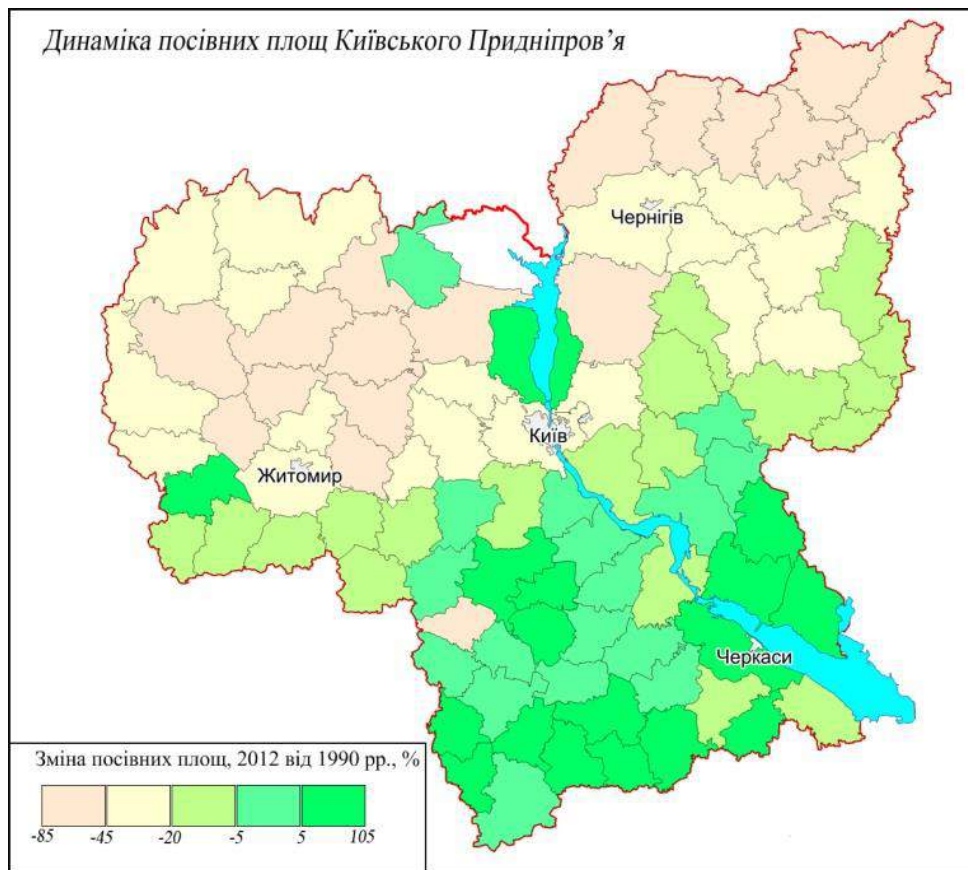 Динаміка посівних площ Київського Придніпров’я
Чернігів
Київ
Житомир
Черкаси
Зміна посівних площ, 2012 від 1990 рр., %
-85 -45 -20 -5 5 105